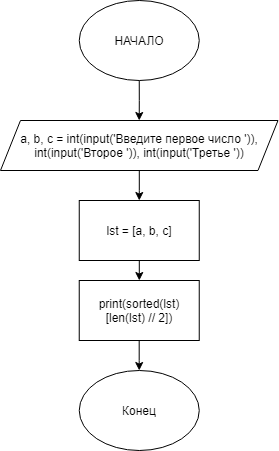 НАЧАЛО
a, b, c = int(input('Введите первое число ')),
int(input('Второе ')), int(input('Третье '))
lst = [a, b, c]
print(sorted(lst)
[len(lst) // 2])
Конец